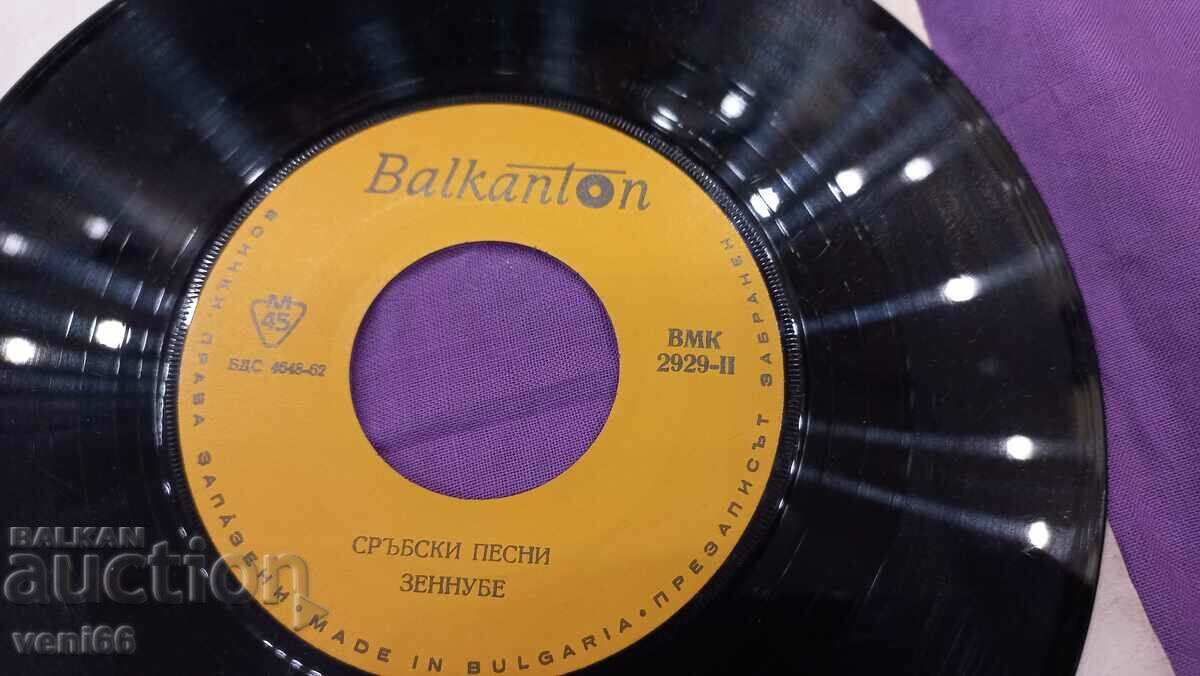 Balkanton
М
45
БДС 4648-62
ВМК
2929-II
СРЪБСКИ ПЕСНИ
ЗЕННУБЕ
ПРАВА ЗАПАЗЕНИ • MADE IN BULGARIA • ПРЕЗАПИСЪТ ЗАБРАНЕН
BALKAN
auction
veni66